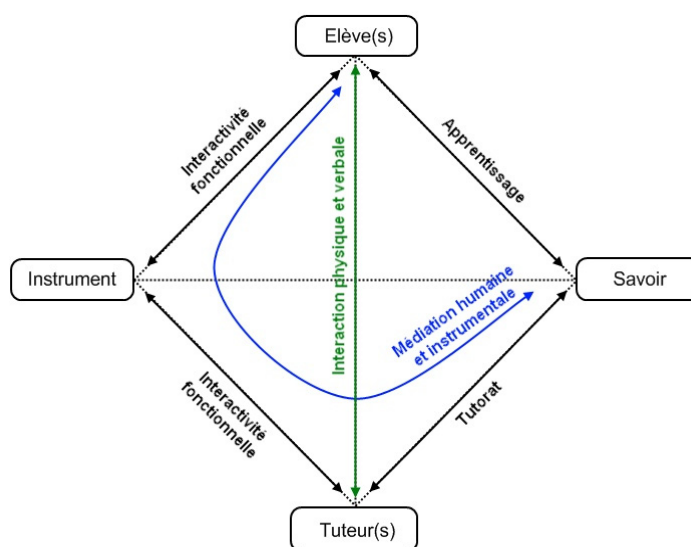 Elève(s)
Interactivité
fonctionnelle
Apprentissage
Interaction physique et verbale
Instrument
Savoir
Médiation humaine
et instrumentale
Interactivité
fonctionnelle
Tutorat
Tuteur(s)